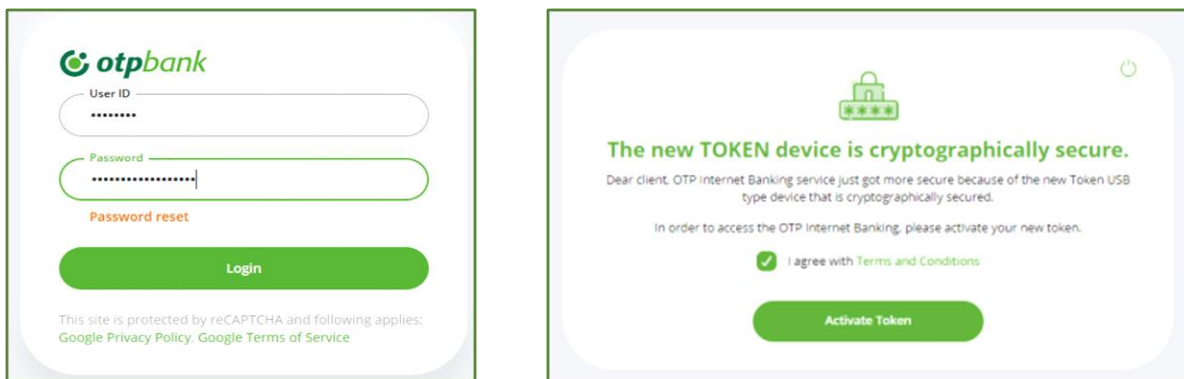 otpbank
User ID
••••••••
Password
••••••••••••••••••
Password reset
Login
This site is protected by reCAPTCHA and following applies:
Google Privacy Policy. Google Terms of Service
****
The new TOKEN device is cryptographically secure.
Dear client, OTP Internet Banking service just got more secure because of the new Token USB
type device that is cryptographically secured.
In order to access the OTP Internet Banking, please activate your new token.
I agree with Terms and Conditions
Activate Token